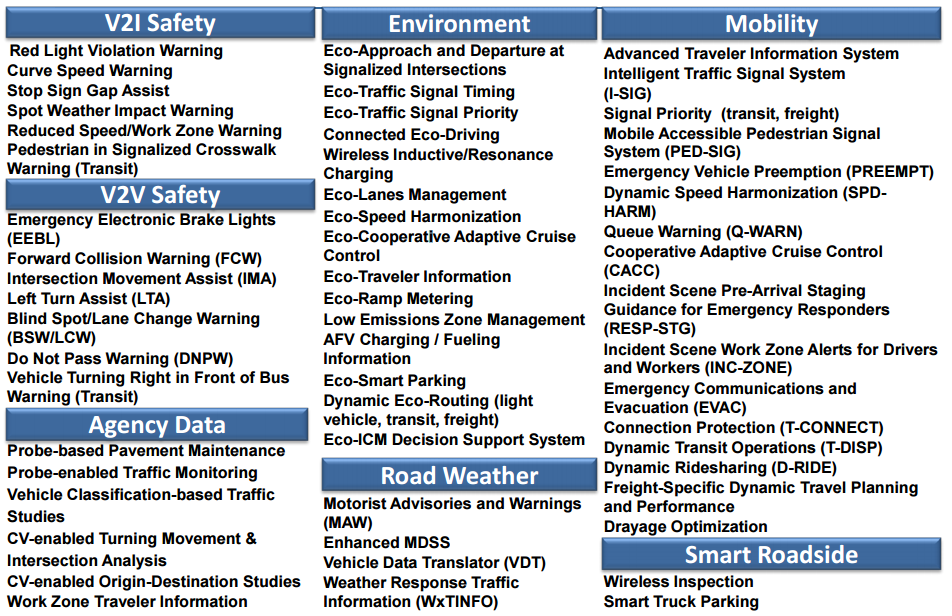 V2I Safety
Red Light Violation Warning
Curve Speed Warning
Stop Sign Gap Assist
Spot Weather Impact Warning
Reduced Speed/Work Zone Warning
Pedestrian in Signalized Crosswalk
Warning (Transit)
V2V Safety
Emergency Electronic Brake Lights
(EEBL)
Forward Collision Warning (FCW)
Intersection Movement Assist (IMA)
Left Turn Assist (LTA)
Blind Spot/Lane Change Warning
(BSW/LCW)
Do Not Pass Warning (DNPW)
Vehicle Turning Right in Front of Bus
Warning (Transit)
Agency Data
Probe-based Pavement Maintenance
Probe-enabled Traffic Monitoring
Vehicle Classification-based Traffic
Studies
CV-enabled Turning Movement &
Intersection Analysis
CV-enabled Origin-Destination Studies
Work Zone Traveler Information
Environment
Eco-Approach and Departure at
Signalized Intersections
Eco-Traffic Signal Timing
Eco-Traffic Signal Priority
Connected Eco-Driving
Wireless Inductive/Resonance
Charging
Eco-Lanes Management
Eco-Speed Harmonization
Eco-Cooperative Adaptive Cruise
Control
Eco-Traveler Information
Eco-Ramp Metering
Low Emissions Zone Management
AFV Charging / Fueling
Information
Eco-Smart Parking
Dynamic Eco-Routing (light
vehicle, transit, freight)
Eco-ICM Decision Support System
Road Weather
Motorist Advisories and Warnings
(MAW)
Enhanced MDSS
Vehicle Data Translator (VDT)
Weather Response Traffic
Information (WxTINFO)
Mobility
Advanced Traveler Information System
Intelligent Traffic Signal System
(I-SIG)
Signal Priority (transit, freight)
Mobile Accessible Pedestrian Signal
System (PED-SIG)
Emergency Vehicle Preemption (PREEMPT)
Dynamic Speed Harmonization (SPD-
HARM)
Queue Warning (Q-WARN)
Cooperative Adaptive Cruise Control
(CACC)
Incident Scene Pre-Arrival Staging
Guidance for Emergency Responders
(RESP-STG)
Incident Scene Work Zone Alerts for Drivers
and Workers (INC-ZONE)
Emergency Communications and
Evacuation (EVAC)
Connection Protection (T-CONNECT)
Dynamic Transit Operations (T-DISP)
Dynamic Ridesharing (D-RIDE)
Freight-Specific Dynamic Travel Planning
and Performance
Drayage Optimization
Smart Roadside
Wireless Inspection
Smart Truck Parking